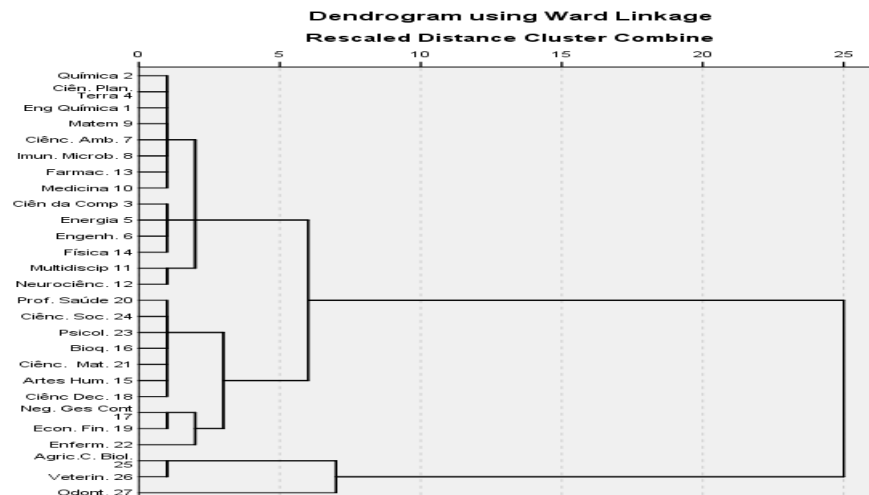 Dendrogram using Ward Linkage
Rescaled Distance Cluster Combine
0 5 10 15 20 25
Química 2
Ciên. Plan.
Terra 4
Eng Química 1
Matem 9
Ciênc. Amb. 7
Imun. Microb. 8
Farmac. 13
Medicina 10
Ciên da Comp 3
Energia 5
Engenh. 6
Física 14
Multidiscip 11
Neurociênc. 12
Prof. Saúde 20
Ciênc. Soc. 24
Psicol. 23
Bioq. 16
Ciênc. Mat. 21
Artes Hum. 15
Ciênc Dec. 18
Neg. Ges Cont
17
Econ. Fin. 19
Enferm. 22
Agric.C. Biol.
25
Veterin. 26
Odont. 27